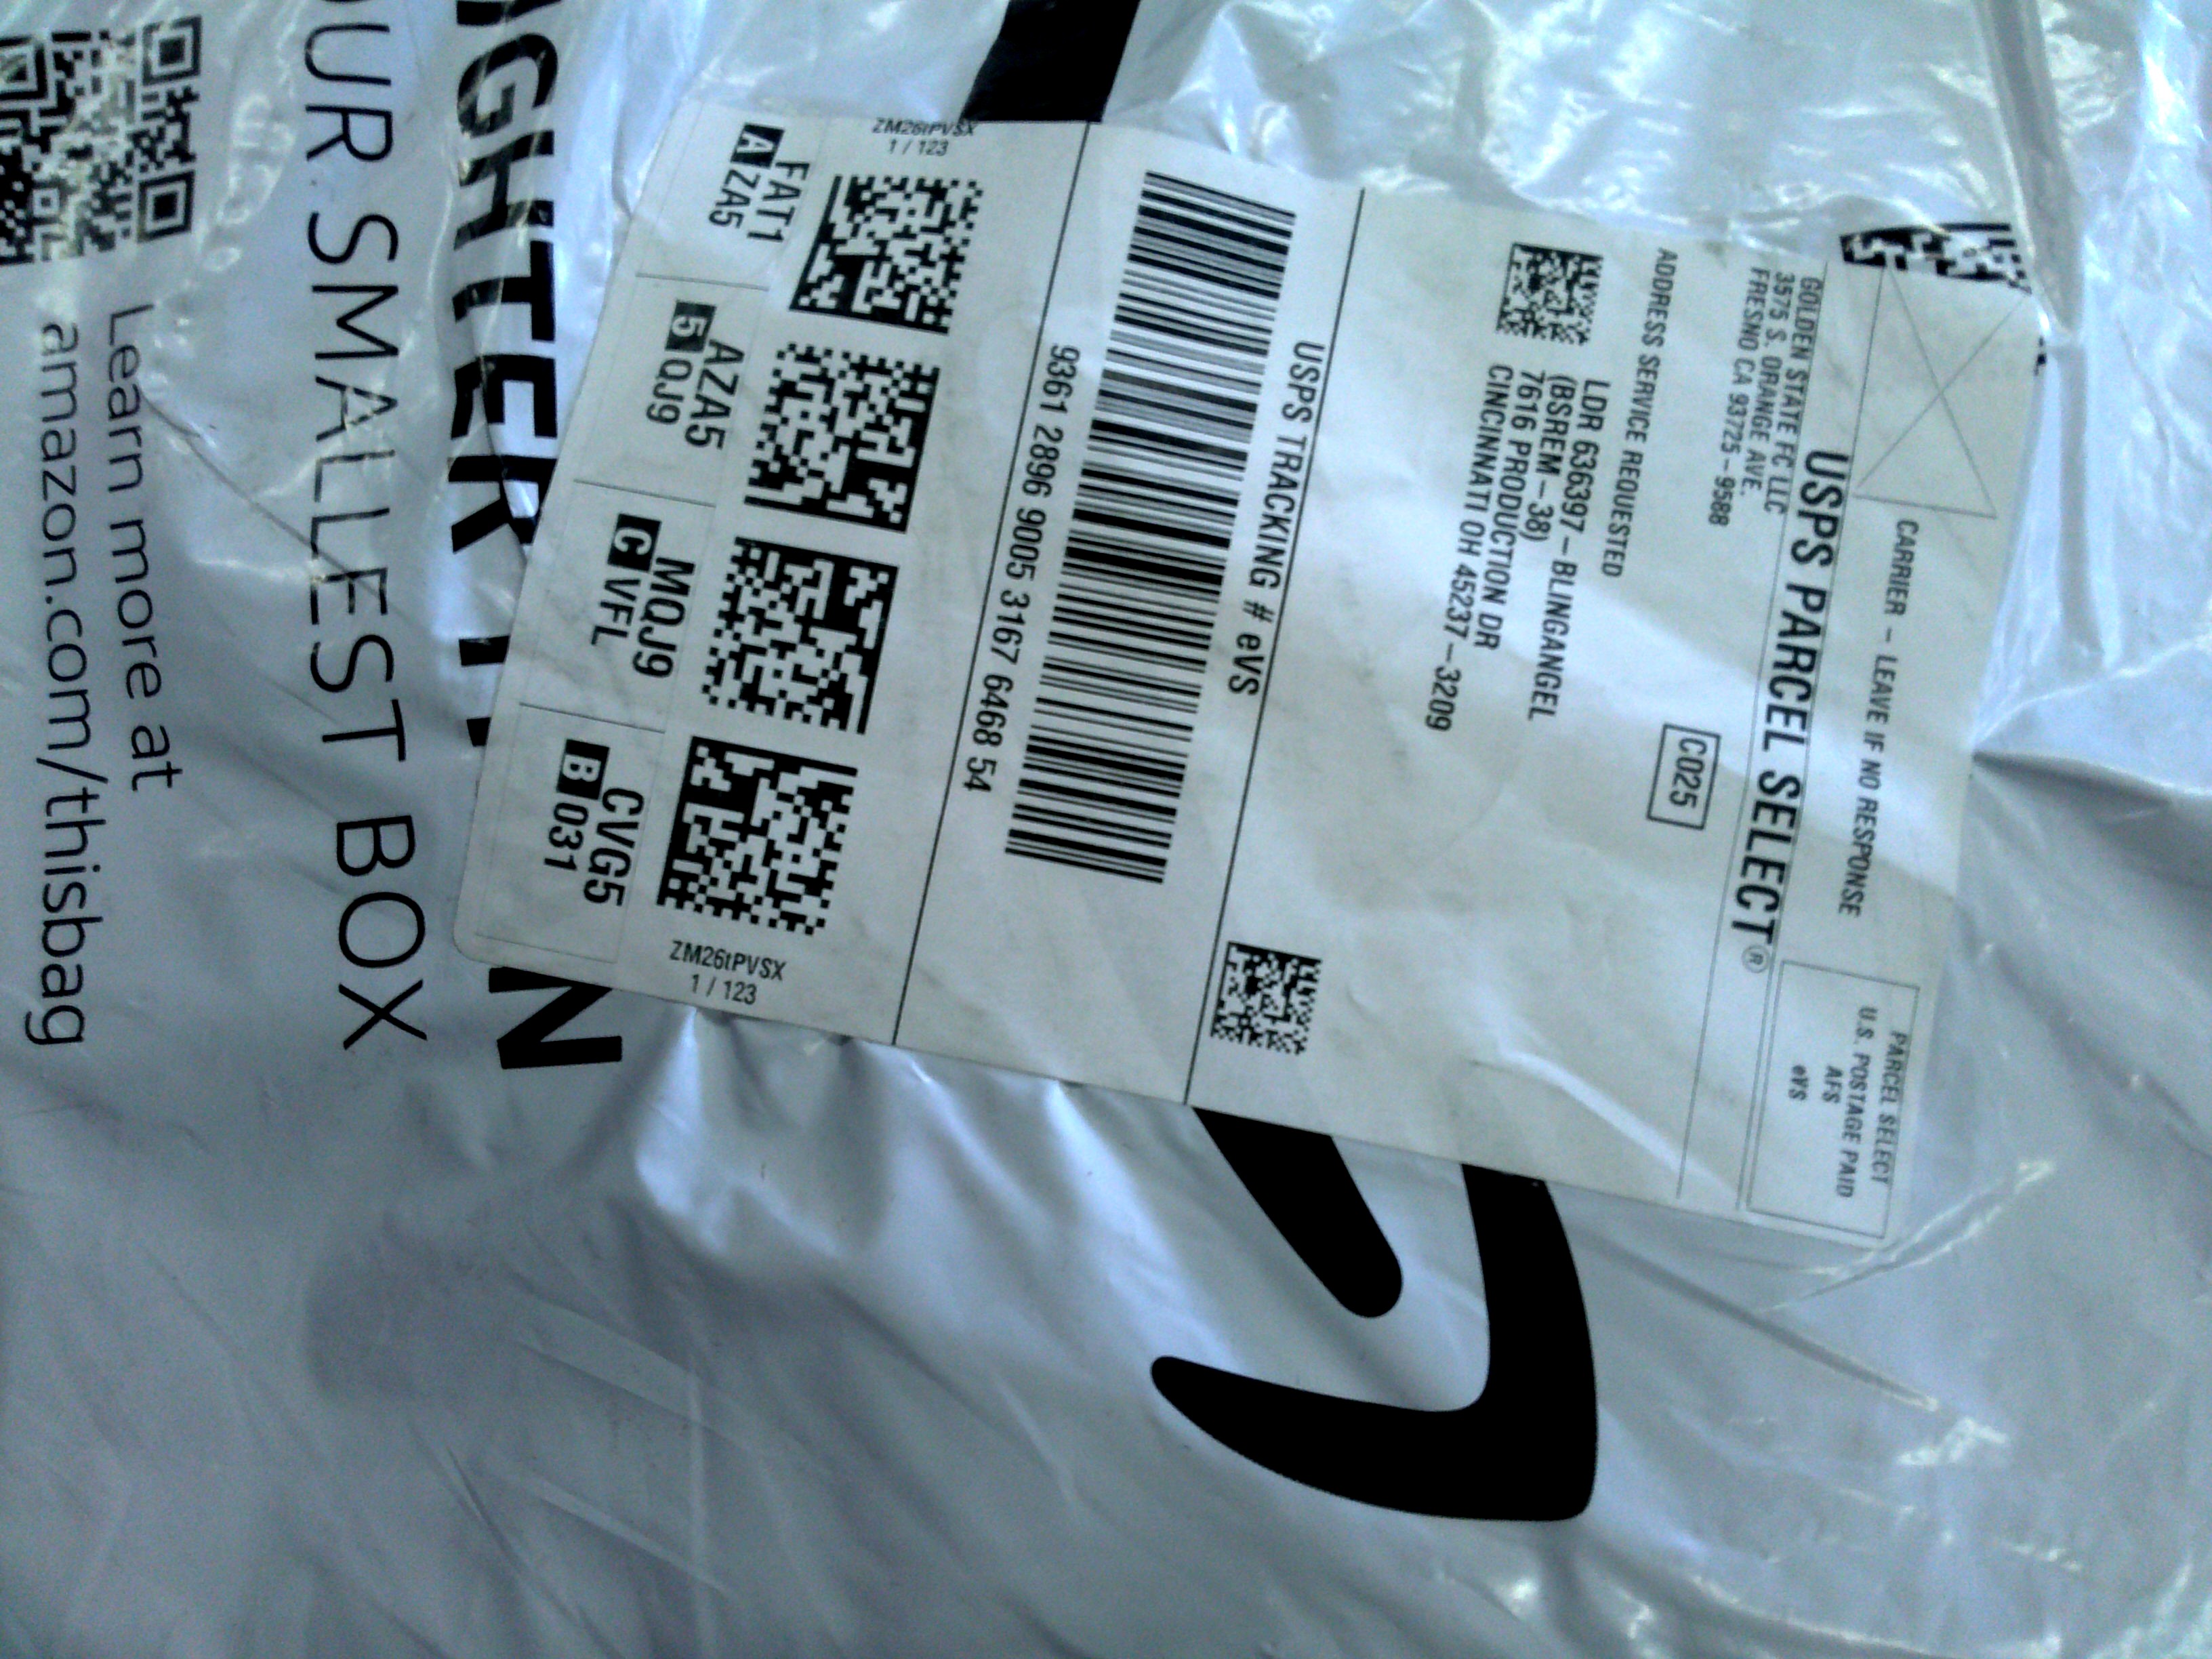 CARRIER – LEAVE IF NO RESPONSE
PARCEL SELECT
U.S. POSTAGE PAID
AFS
eVS
USPS PARCEL SELECT®
GOLDEN STATE FC LLC
3575 S. ORANGE AVE.
FRESNO CA 93725-9588
C025
ADDRESS SERVICE REQUESTED
LDR 636397-BLINGANGEL
(BSREM-38)
7616 PRODUCTION DR
CINCINNATI OH 45237-3209
USPS TRACKING # eVS
9361 2896 9005 3167 6468 54
ZM26tPVSX
1 / 123
FAT1
A ZA5
AZA5
5 QJ9
MQJ9
C VFL
CVG5
B 031
ZM26tPVSX
1 / 123
IGHTER
N
OUR SMALLEST BOX
Learn more at
amazon.com/thisbag